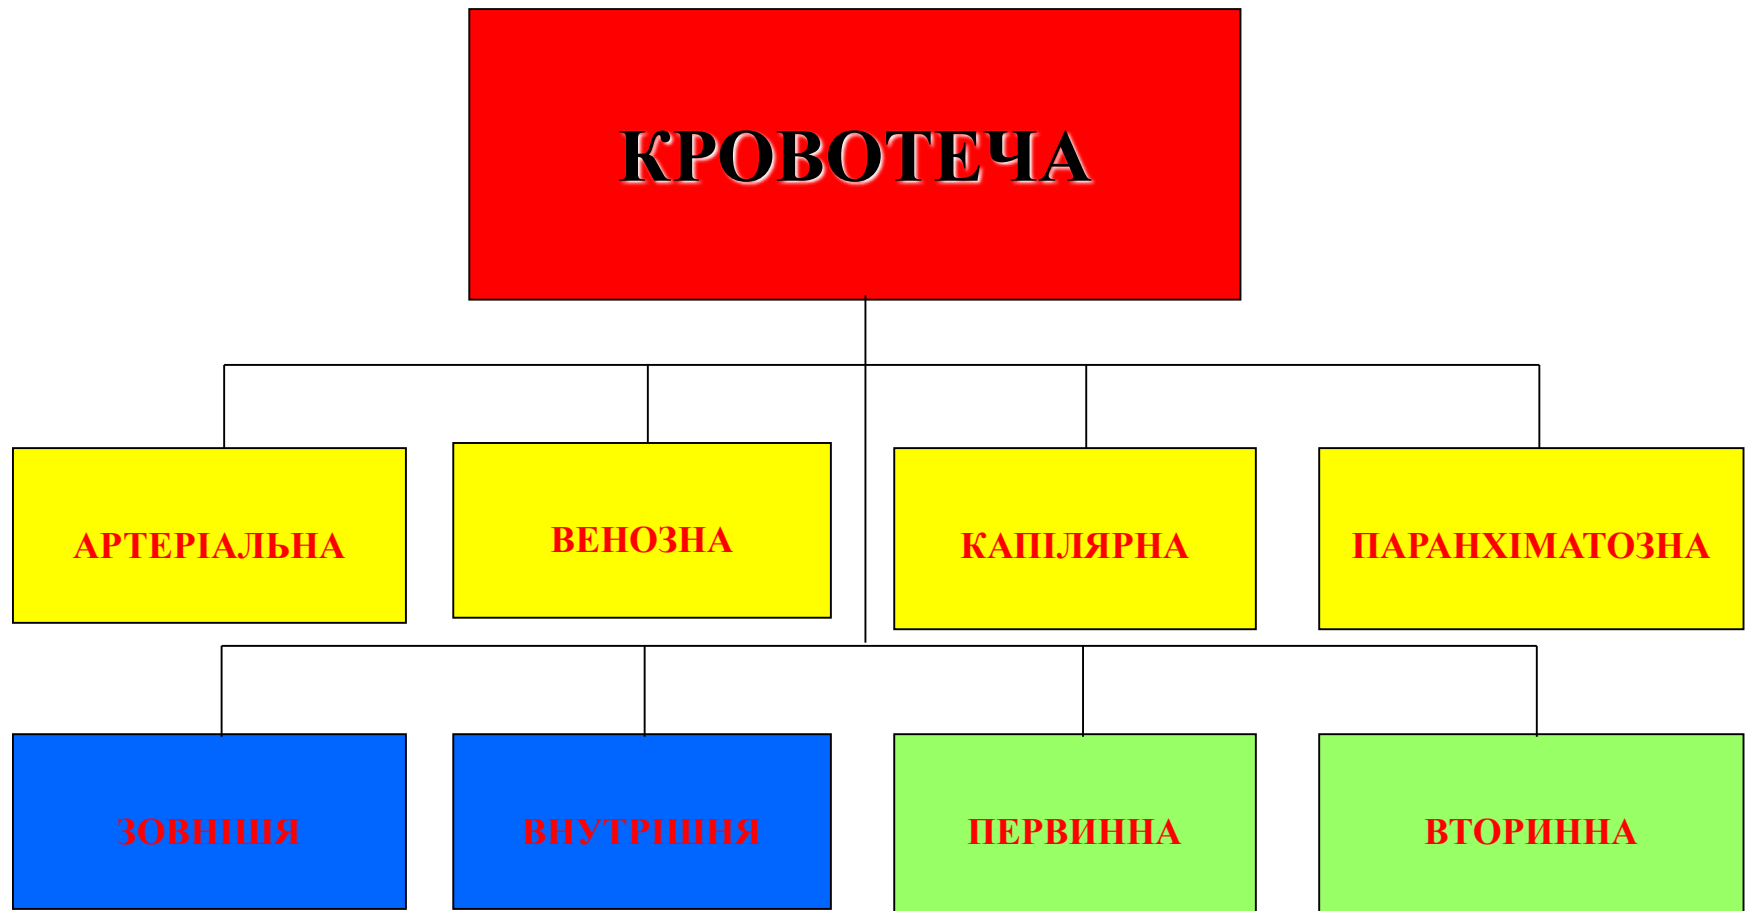 КРОВОТЕЧА
АРТЕРІАЛЬНА
ВЕНОЗНА
КАПІЛЯРНА
ПАРАНХІМАТОЗНА
ЗОВНІШЯ
ВНУТРІШНЯ
ПЕРВИННА
ВТОРИННА